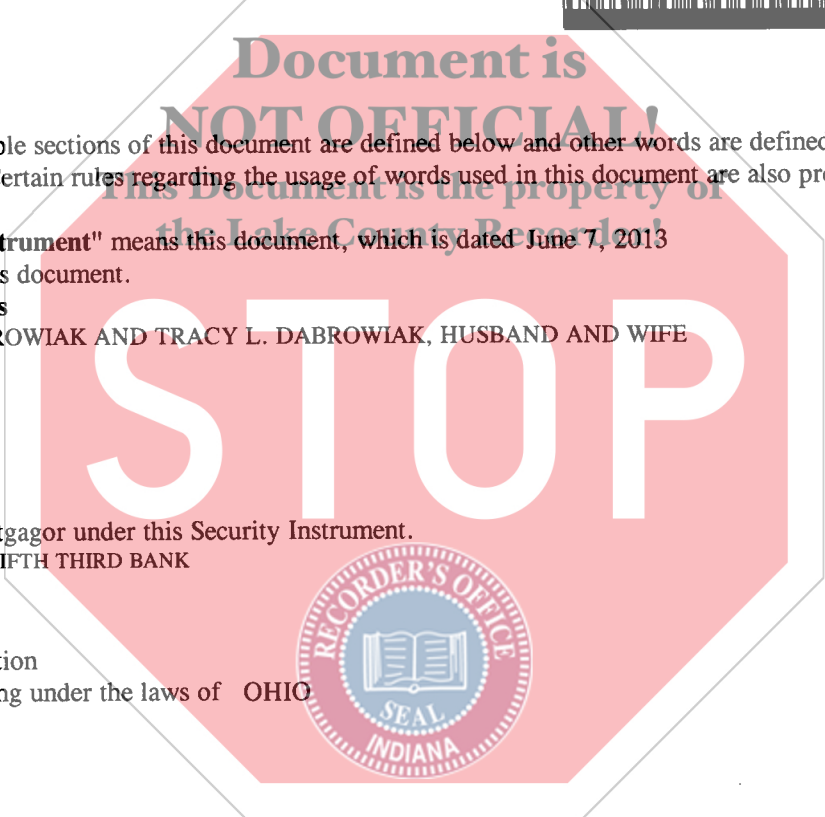 Document is
NOT OFFICIAL!
ple sections of this document are defined below and other words are defined
ertain rules regarding the usage of words used in this document are also pr
This Document is the property of
the Lake County Recorder!
trument" means this document, which is dated June 7, 2013
s document.
s
ROWIAK AND TRACY L. DABROWIAK, HUSBAND AND WIFE
STOP
tgagor under this Security Instrument.
IFTH THIRD BANK
RECORDER'S OFFICE
SEAL
INDIANA
tion
ng under the laws of OHIO